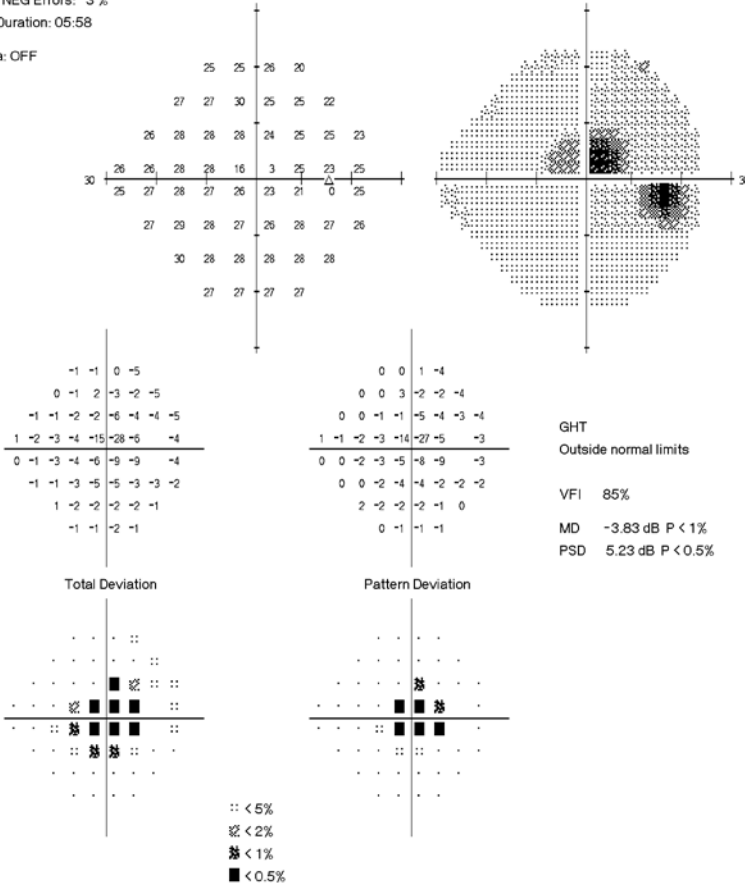 NEG Errors: 3 %
Duration: 05:58
a: OFF
25 25 26 20
27 27 30 25 25 22
26 28 28 28 24 25 25 23
26 26 28 28 16 3 25 23 25
30
25 27 28 27 26 23 21 0 25
27 29 28 27 26 28 27 26
30 28 28 28 28 28
27 27 27 27
-1 -1 0 -5
0 -1 2 -3 -2 -5
-1 -1 -2 -2 -6 -4 -4 -5
1 -2 -3 -4 -15 -28 -6 -4
0 -1 -3 -4 -6 -9 -9 -4
-1 -1 -3 -5 -5 -3 -3 -2
1 -2 -2 -2 -2 -1
-1 -1 -2 -1
Total Deviation
0 0 1 -4
0 0 3 -2 -2 -4
0 0 -1 -1 -5 -4 -3 -4
1 -1 -2 -3 -14 -27 -5 -3
0 0 -2 -3 -5 -8 -9 -3
0 0 -2 -4 -4 -2 -2 -2
2 -2 -2 -2 -1 0
0 -1 -1 -1
Pattern Deviation
GHT
Outside normal limits
VFI 85%
MD -3.83 dB P < 1%
PSD 5.23 dB P < 0.5%
< 5%
< 2%
< 1%
< 0.5%